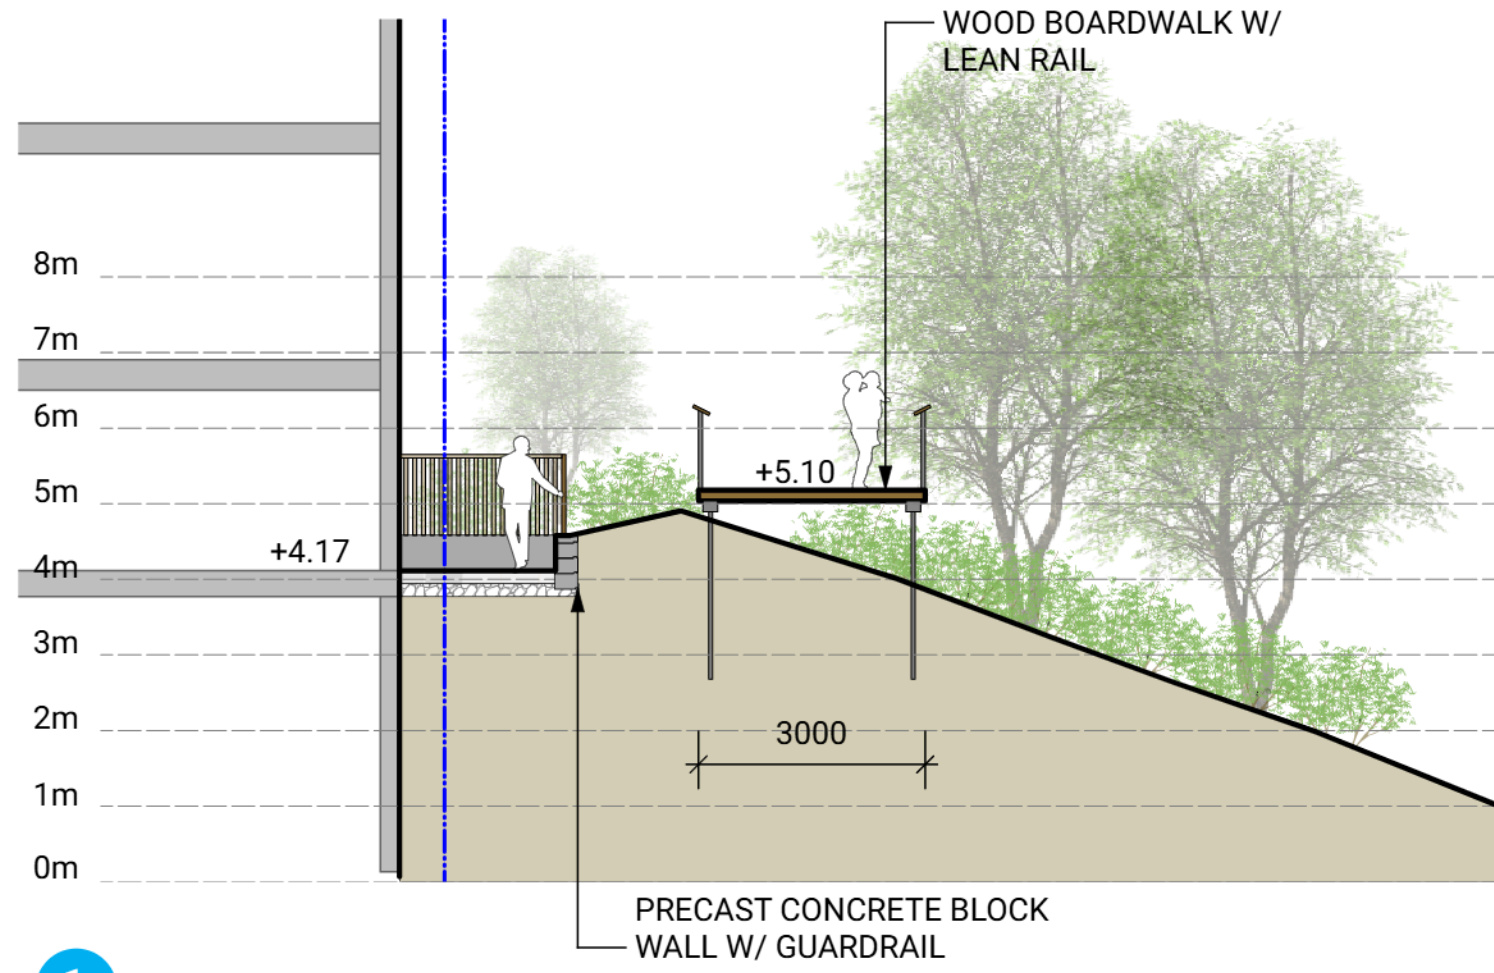 WOOD BOARDWALK W/
LEAN RAIL
8m
7m
6m
5m
+5.10
+4.17
4m
3m
2m
3000
1m
0m
PRECAST CONCRETE BLOCK
WALL W/ GUARDRAIL